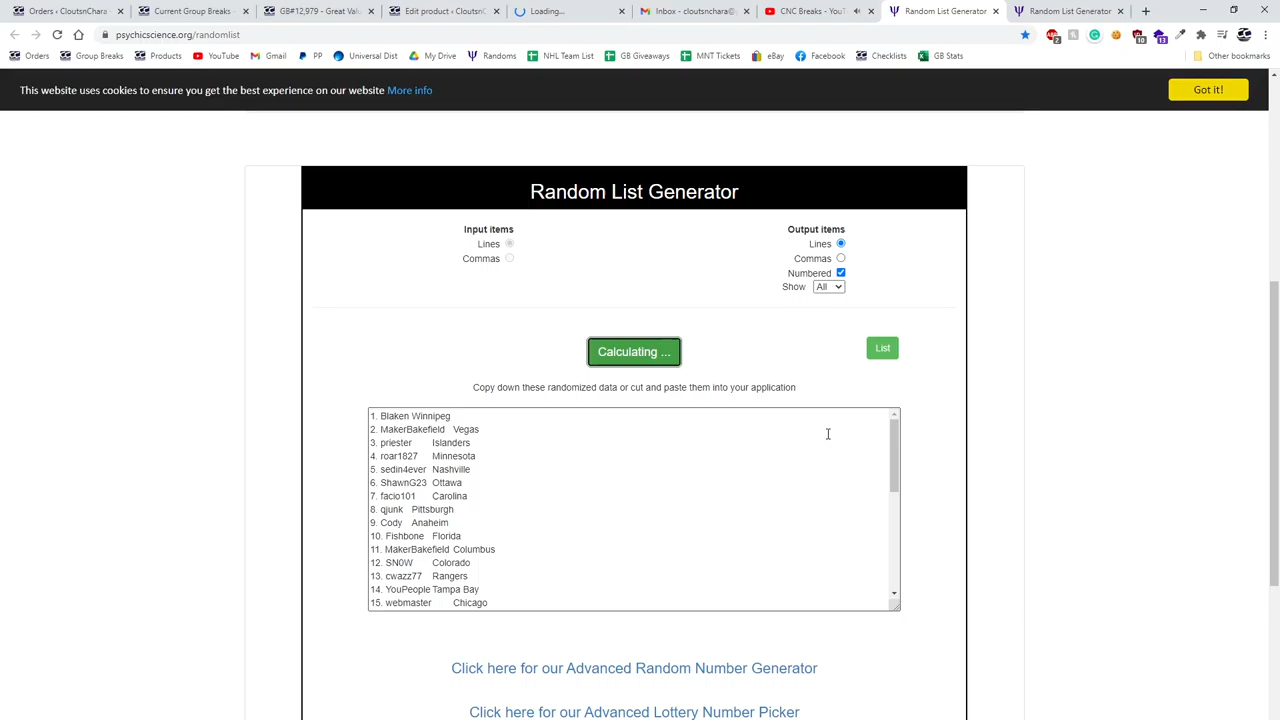 Orders ‹ CloutsnChara
Current Group Breaks –
GB#12,979 – Great Valu
Edit product ‹ CloutsnC
Loading...
Inbox - cloutsnchara@g
CNC Breaks - YouT
Random List Generator
Random List Generator
psychicscience.org/randomlist
Orders
Group Breaks
Products
YouTube
Gmail
PP
Universal Dist
My Drive
Randoms
NHL Team List
GB Giveaways
MNT Tickets
eBay
Facebook
Checklists
GB Stats
Other bookmarks
This website uses cookies to ensure you get the best experience on our website More info
Got it!
Random List Generator
Input items
Lines
Commas
Output items
Lines
Commas
Numbered
Show All
Calculating ...
List
Copy down these randomized data or cut and paste them into your application
1. Blaken Winnipeg
2. MakerBakefield Vegas
3. priester Islanders
4. roar1827 Minnesota
5. sedin4ever Nashville
6. ShawnG23 Ottawa
7. facio101 Carolina
8. qjunk Pittsburgh
9. Cody Anaheim
10. Fishbone Florida
11. MakerBakefield Columbus
12. SN0W Colorado
13. cwazz77 Rangers
14. YouPeople Tampa Bay
15. webmaster Chicago
Click here for our Advanced Random Number Generator
Click here for our Advanced Lottery Number Picker